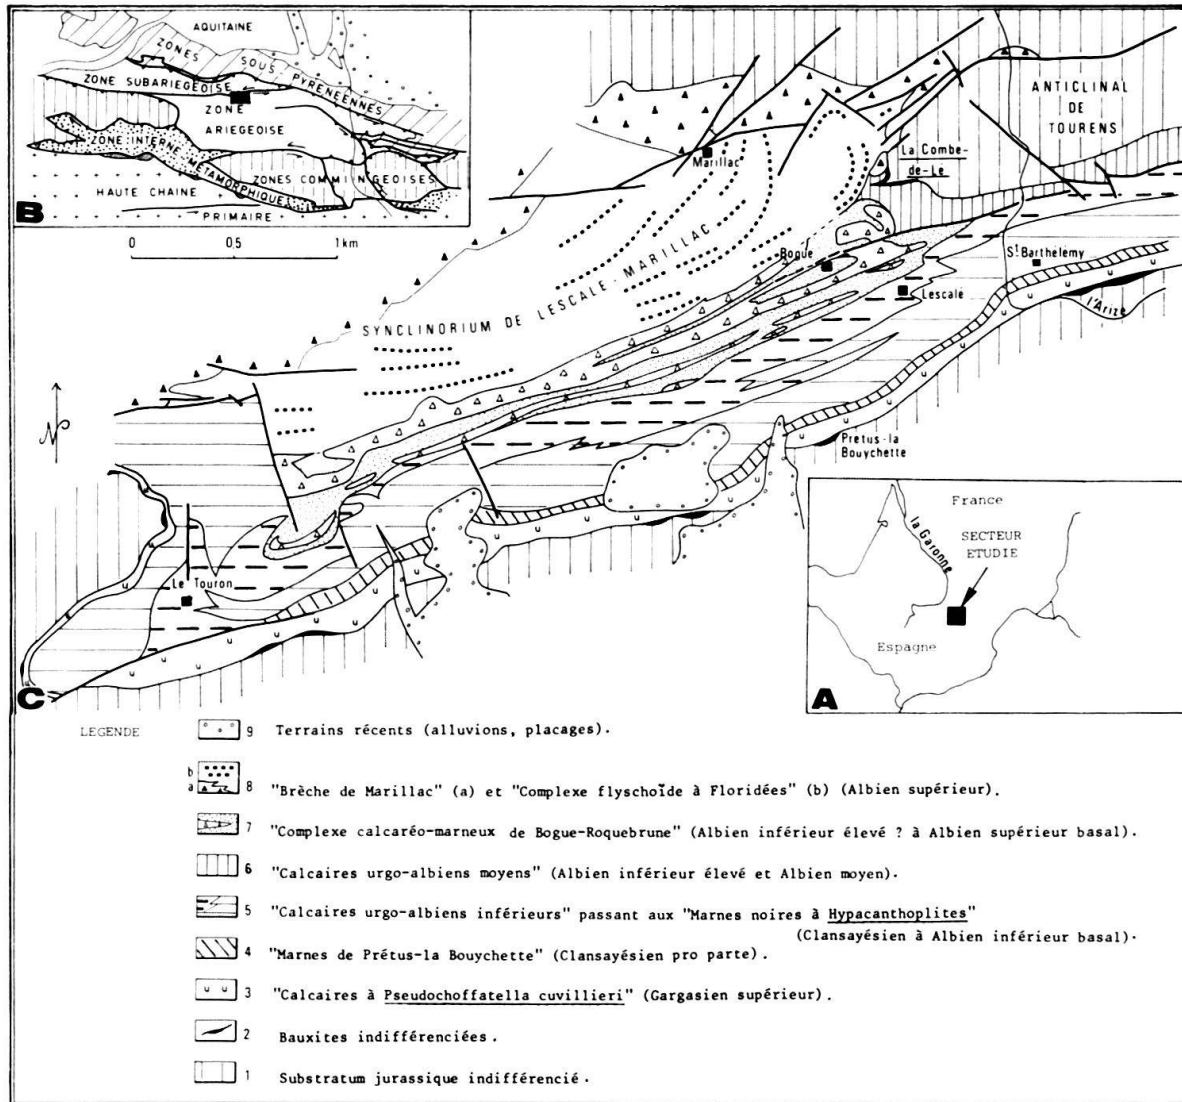 AQUITAINE
ZONES SOUS-PYRENEENNES
ZONE SUBARIEGEOISE
ZONE
ARIEGEOISE
ZONE INTERNE METAMORPHIQUE
ZONES COMMINGEOISES
HAUTE CHAINE
PRIMAIRE
B
0 0.5 1 km
ANTICLINAL
DE
TOURENS
Marillac
La Combe-
de-Le
SYNCLINORIUM DE LESCALE-MARILLAC
Bogue
St Barthélémy
Lescale
l'Arize
N
Prétus-la
Bouychette
Le Touron
C
France
la Garonne
SECTEUR
ETUDIE
Espagne
A
LEGENDE
9 Terrains récents (alluvions, placages).
b
a
8 "Brèche de Marillac" (a) et "Complexe flyschoïde à Floridées" (b) (Albien supérieur).
7 "Complexe calcaréo-marneux de Bogue-Roquebrune" (Albien inférieur élevé ? à Albien supérieur basal).
6 "Calcaires urgo-albiens moyens" (Albien inférieur élevé et Albien moyen).
5 "Calcaires urgo-albiens inférieurs" passant aux "Marnes noires à Hypacanthoplites"
(Clansayésien à Albien inférieur basal).
4 "Marnes de Prétus-la Bouychette" (Clansayésien pro parte).
3 "Calcaires à Pseudochoffatella cuvillieri" (Gargasien supérieur).
2 Bauxites indifférenciées.
1 Substratum jurassique indifférencié.